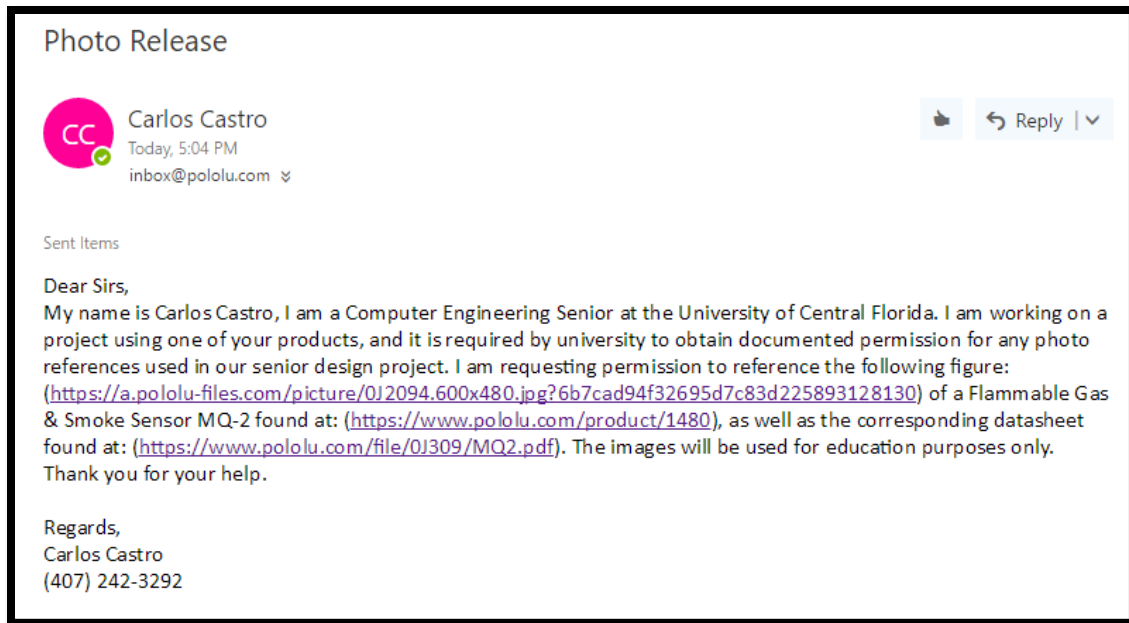 Photo Release
CC
Carlos Castro
Reply
Today, 5:04 PM
inbox@pololu.com
Sent Items
Dear Sirs,
My name is Carlos Castro, I am a Computer Engineering Senior at the University of Central Florida. I am working on a
project using one of your products, and it is required by university to obtain documented permission for any photo
references used in our senior design project. I am requesting permission to reference the following figure:
(https://a.pololu-files.com/picture/0J2094.600x480.jpg?6b7cad94f32695d7c83d225893128130) of a Flammable Gas
& Smoke Sensor MQ-2 found at: (https://www.pololu.com/product/1480), as well as the corresponding datasheet
found at: (https://www.pololu.com/file/0J309/MQ2.pdf). The images will be used for education purposes only.
Thank you for your help.
Regards,
Carlos Castro
(407) 242-3292